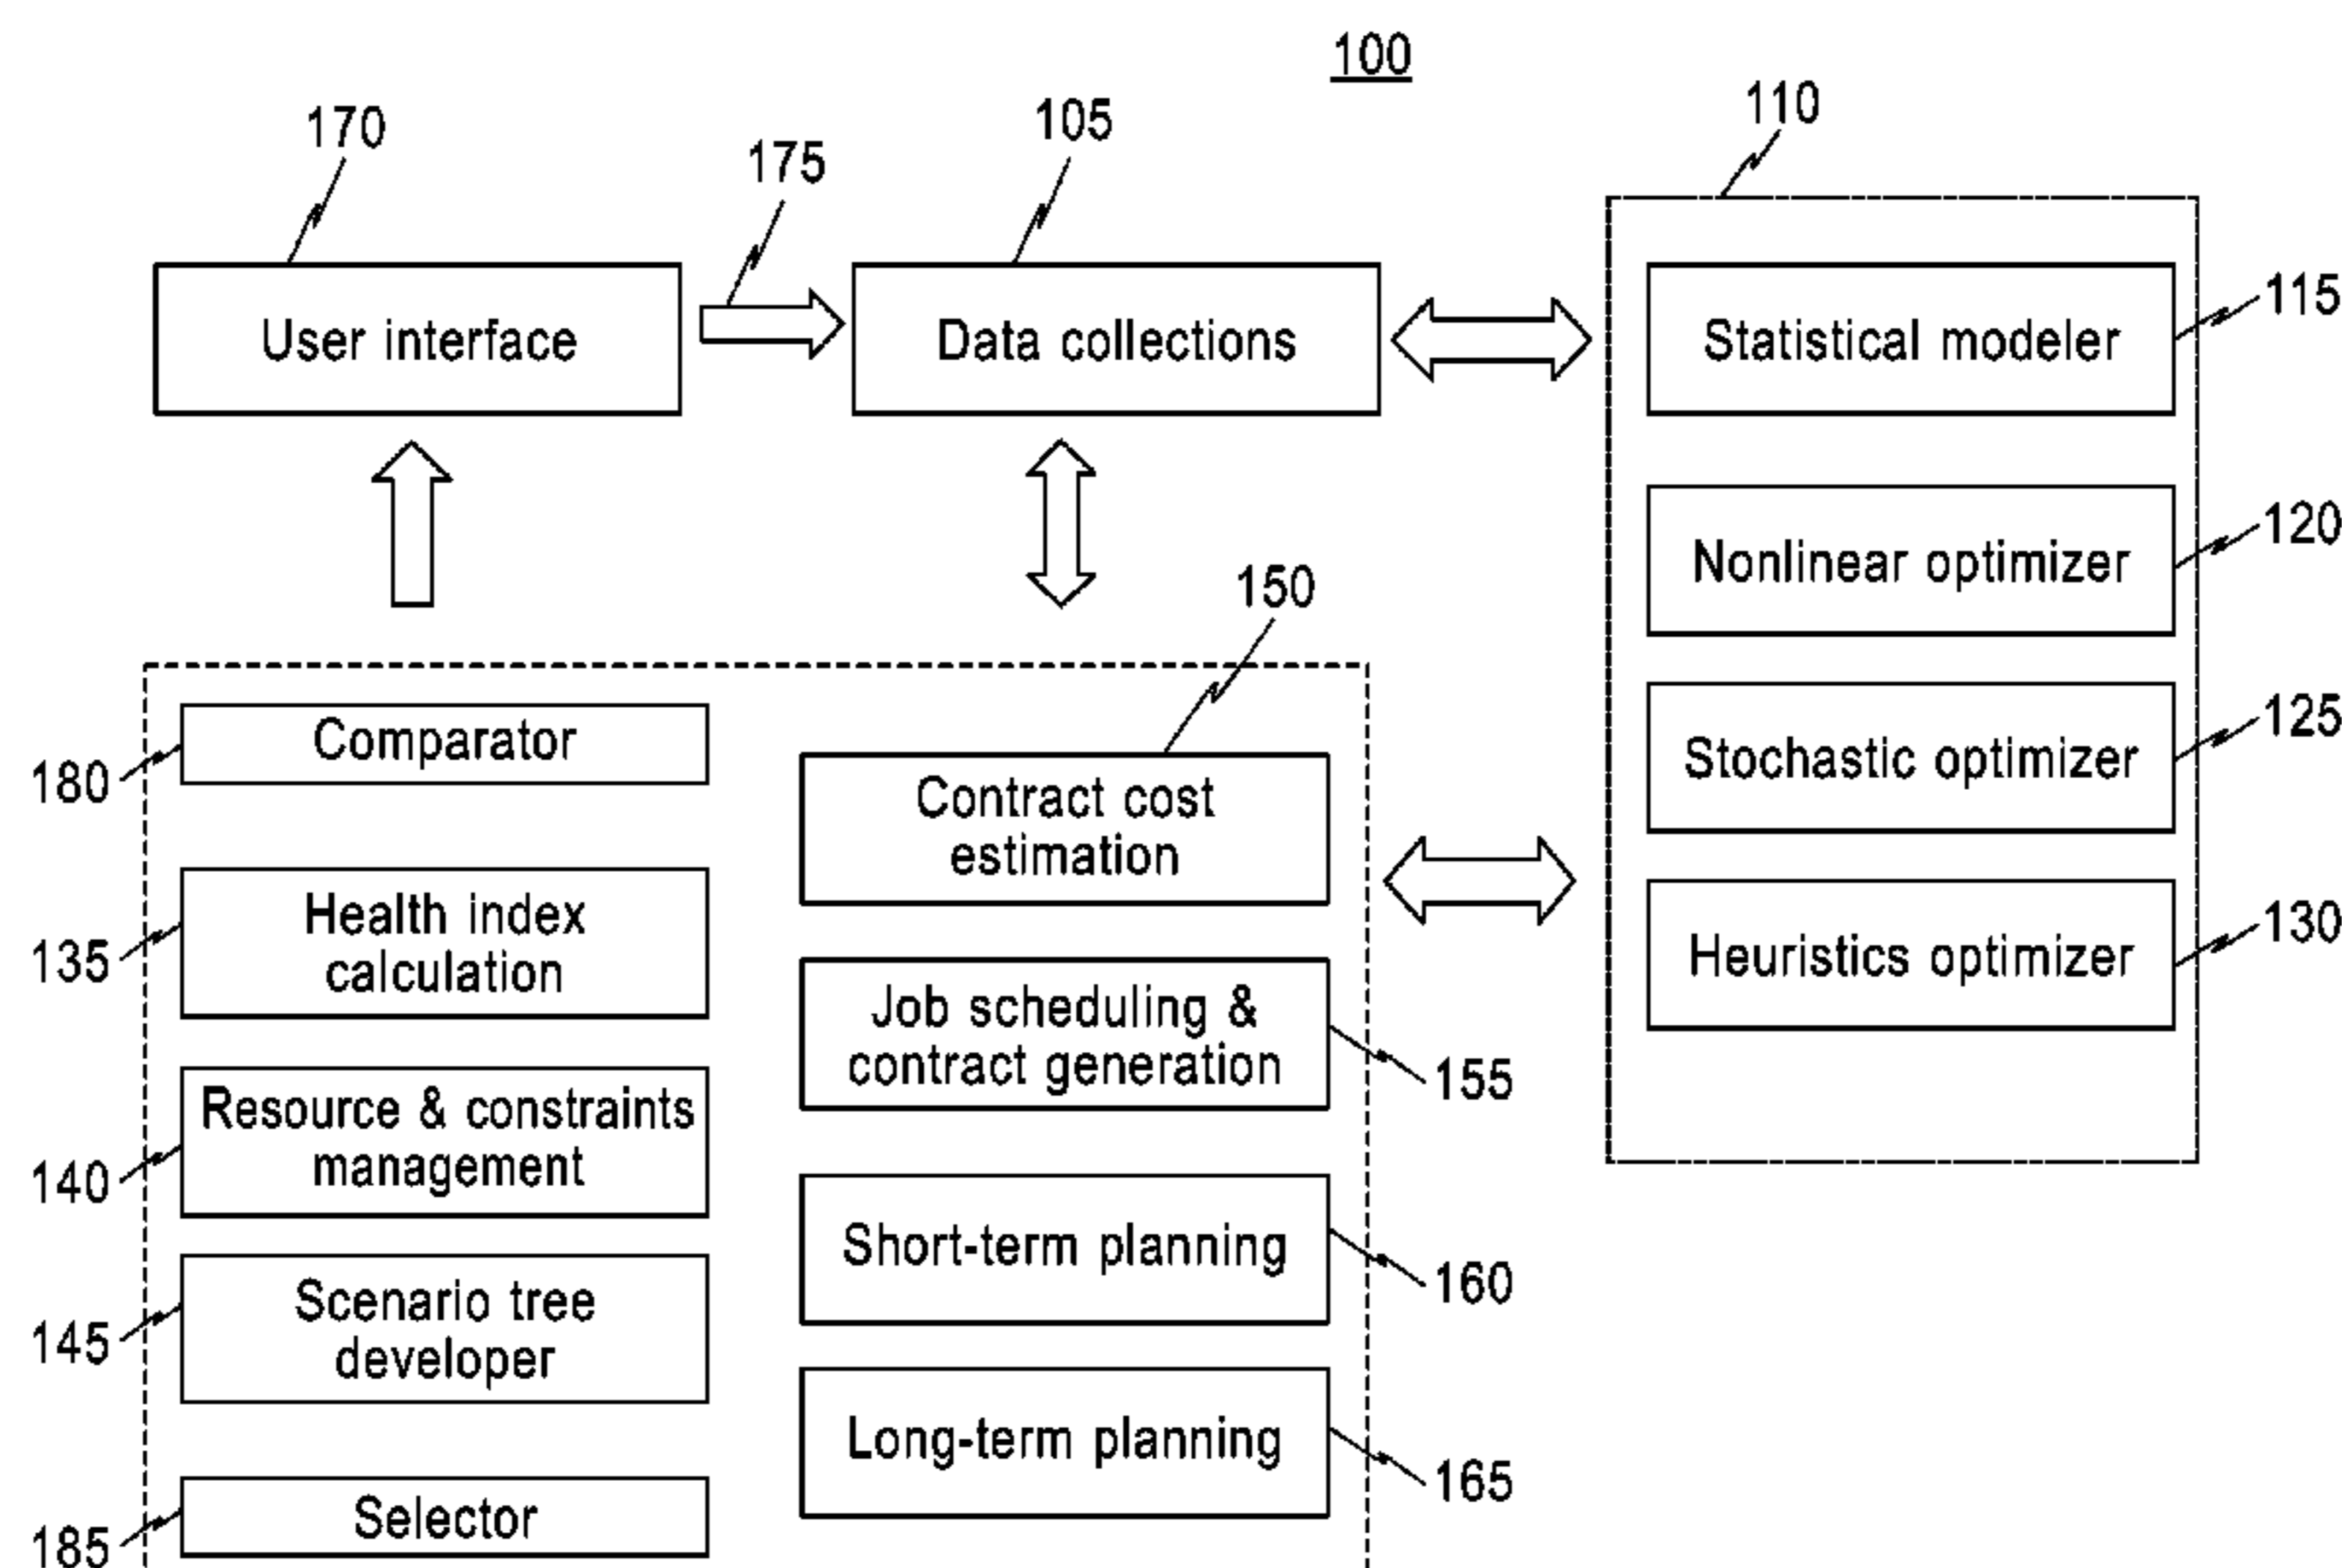 100
170
175
105
110
User interface
Data collections
Statistical modeler
115
Nonlinear optimizer
120
Stochastic optimizer
125
Heuristics optimizer
130
150
Comparator
180
Health index
calculation
135
Resource & constraints
management
140
Scenario tree
developer
145
Selector
185
Contract cost
estimation
Job scheduling &
contract generation
155
Short-term planning
160
Long-term planning
165